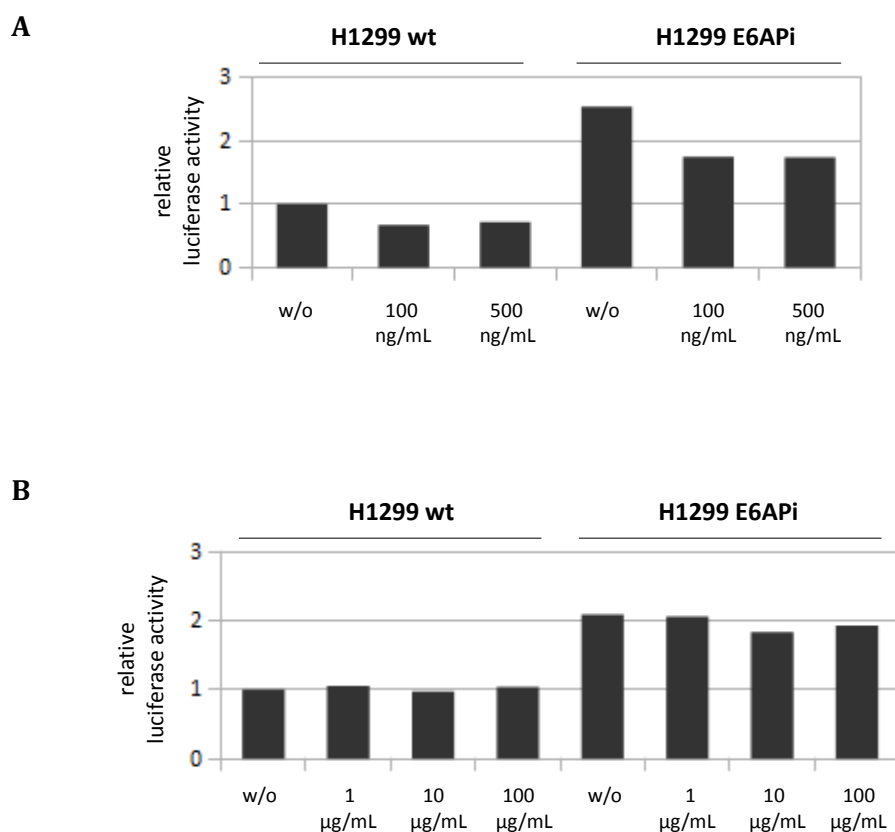 A
H1299 wt H1299 E6APi
relative
luciferase activity
3
2
1
0
w/o 100 500 w/o 100 500
ng/mL ng/mL ng/mL ng/mL
B
H1299 wt H1299 E6APi
relative
luciferase activity
3
2
1
0
w/o 1 10 100 w/o 1 10 100
µg/mL µg/mL µg/mL µg/mL µg/mL µg/mL